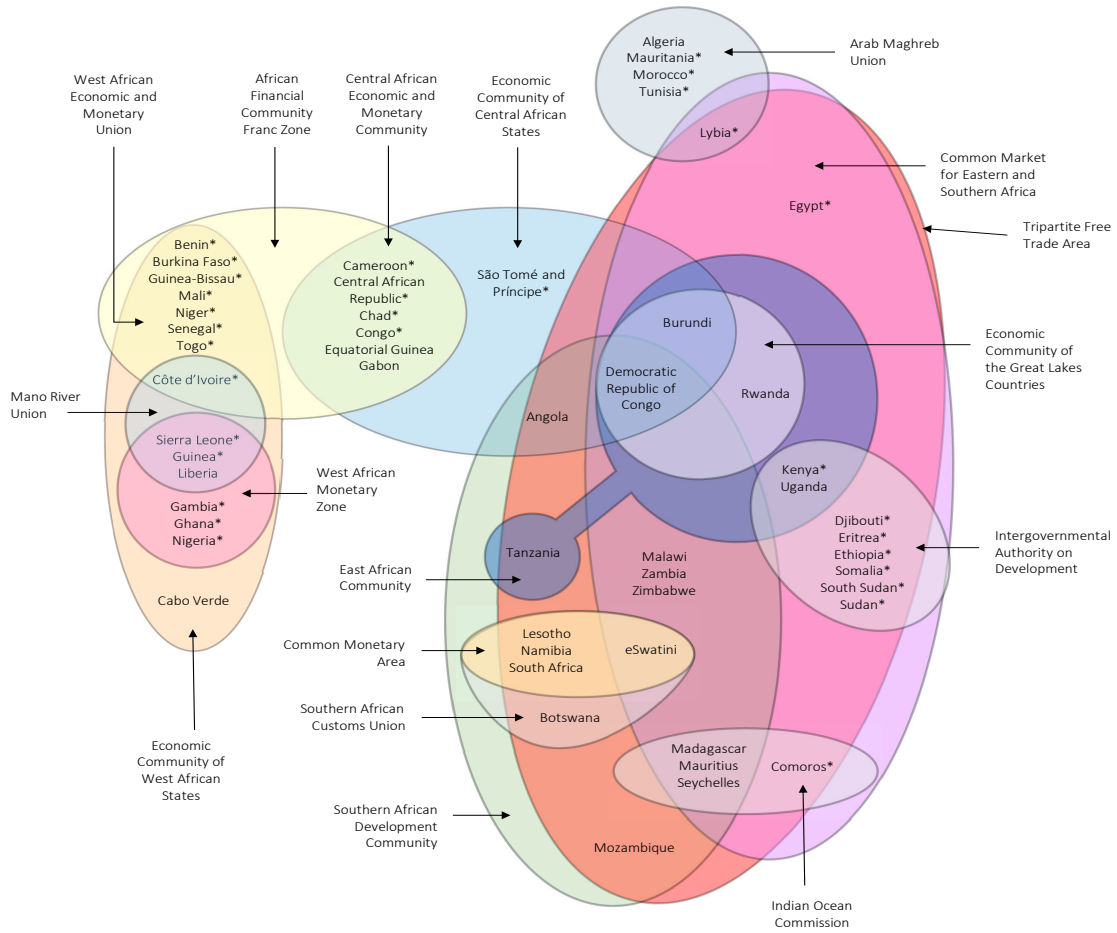 Algeria
Mauritania*
Morocco*
Tunisia*
Lybia*
Arab Maghreb
Union
West African
Economic and
Monetary
Union
African
Financial
Community
Franc Zone
Central African
Economic and
Monetary
Community
Economic
Community of
Central African
States
Common Market
for Eastern and
Southern Africa
Egypt*
Tripartite Free
Trade Area
Benin*
Burkina Faso*
Guinea-Bissau*
Mali*
Niger*
Senegal*
Togo*
Cameroon*
Central African
Republic*
Chad*
Congo*
Equatorial Guinea
Gabon
São Tomé and
Príncipe*
Burundi
Economic
Community of
the Great Lakes
Countries
Democratic
Republic of
Congo
Rwanda
Angola
Mano River
Union
Côte d’Ivoire*
Sierra Leone*
Guinea*
Liberia
West African
Monetary
Zone
Gambia*
Ghana*
Nigeria*
Kenya*
Uganda
Djibouti*
Eritrea*
Ethiopia*
Somalia*
South Sudan*
Sudan*
Intergovernmental
Authority on
Development
Tanzania
East African
Community
Malawi
Zambia
Zimbabwe
Cabo Verde
Common Monetary
Area
Lesotho
Namibia
South Africa
eSwatini
Southern African
Customs Union
Botswana
Economic
Community of
West African
States
Madagascar
Mauritius
Seychelles
Comoros*
Southern African
Development
Community
Mozambique
Indian Ocean
Commission